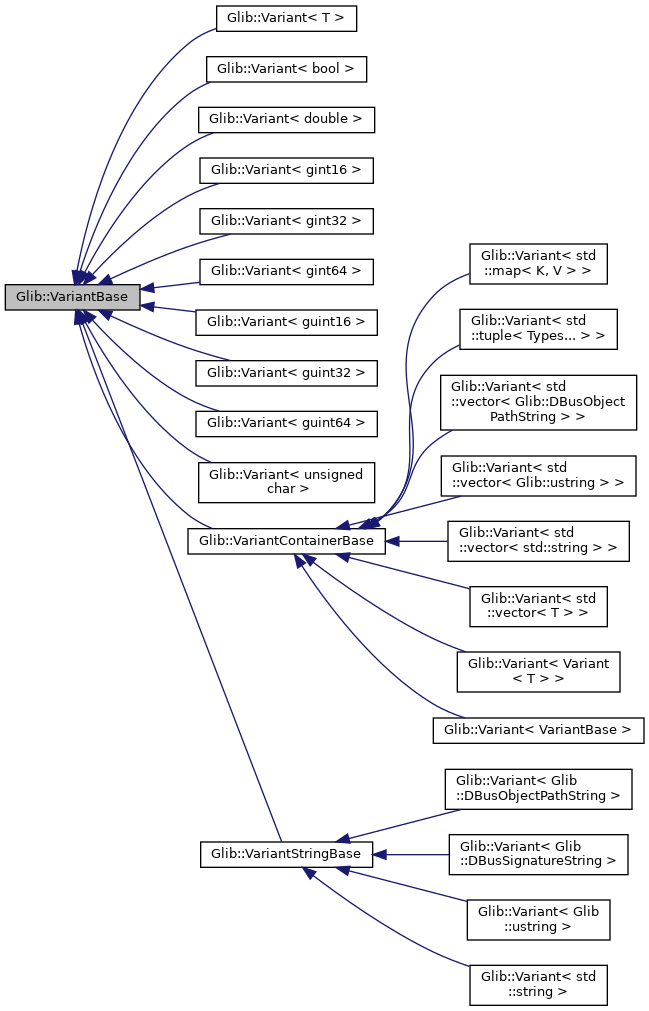 Glib::Variant< T >
Glib::Variant< bool >
Glib::Variant< double >
Glib::Variant< gint16 >
Glib::Variant< gint32 >
Glib::Variant< gint64 >
Glib::VariantBase
Glib::Variant< guint16 >
Glib::Variant< guint32 >
Glib::Variant< guint64 >
Glib::Variant< unsigned
char >
Glib::VariantContainerBase
Glib::Variant< std
::map< K, V > >
Glib::Variant< std
::tuple< Types... > >
Glib::Variant< std
::vector< Glib::DBusObject
PathString > >
Glib::Variant< std
::vector< Glib::ustring > >
Glib::Variant< std
::vector< std::string > >
Glib::Variant< std
::vector< T > >
Glib::Variant< Variant
< T > >
Glib::Variant< VariantBase >
Glib::VariantStringBase
Glib::Variant< Glib
::DBusObjectPathString >
Glib::Variant< Glib
::DBusSignatureString >
Glib::Variant< Glib
::ustring >
Glib::Variant< std
::string >